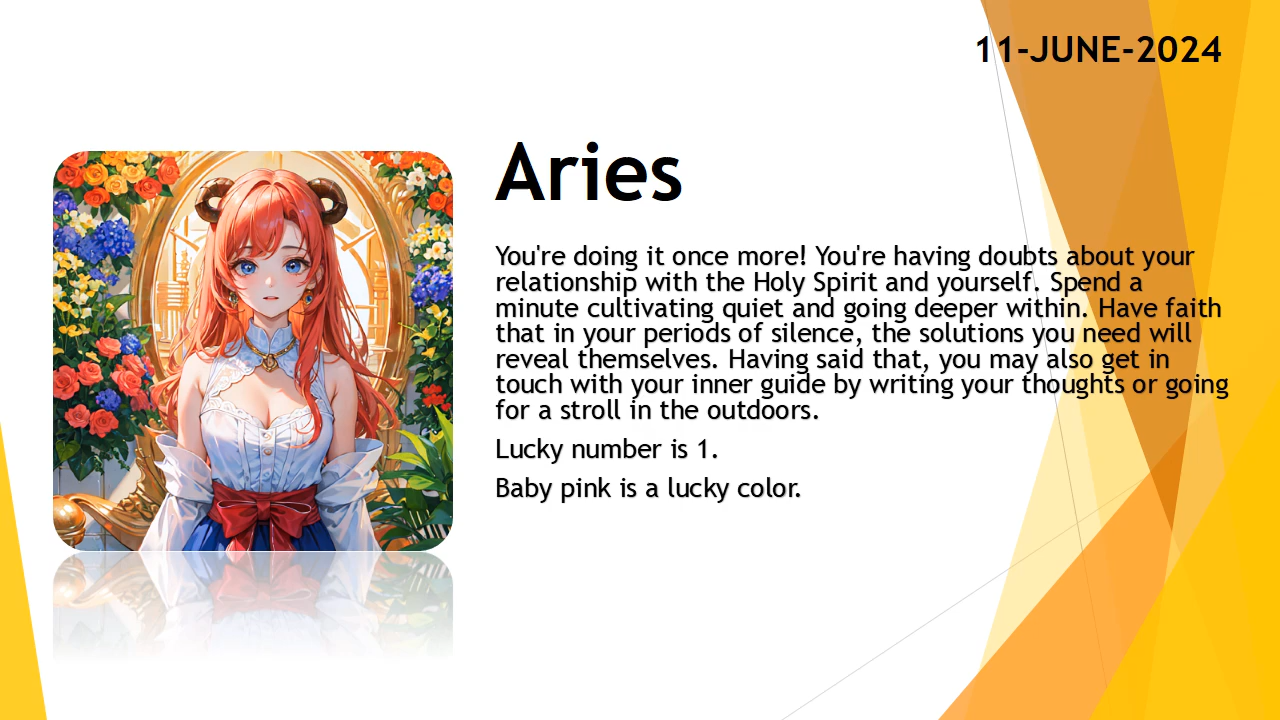 11-JUNE-2024
Aries
You're doing it once more! You're having doubts about your
relationship with the Holy Spirit and yourself. Spend a
minute cultivating quiet and going deeper within. Have faith
that in your periods of silence, the solutions you need will
reveal themselves. Having said that, you may also get in
touch with your inner guide by writing your thoughts or going
for a stroll in the outdoors.
Lucky number is 1.
Baby pink is a lucky color.